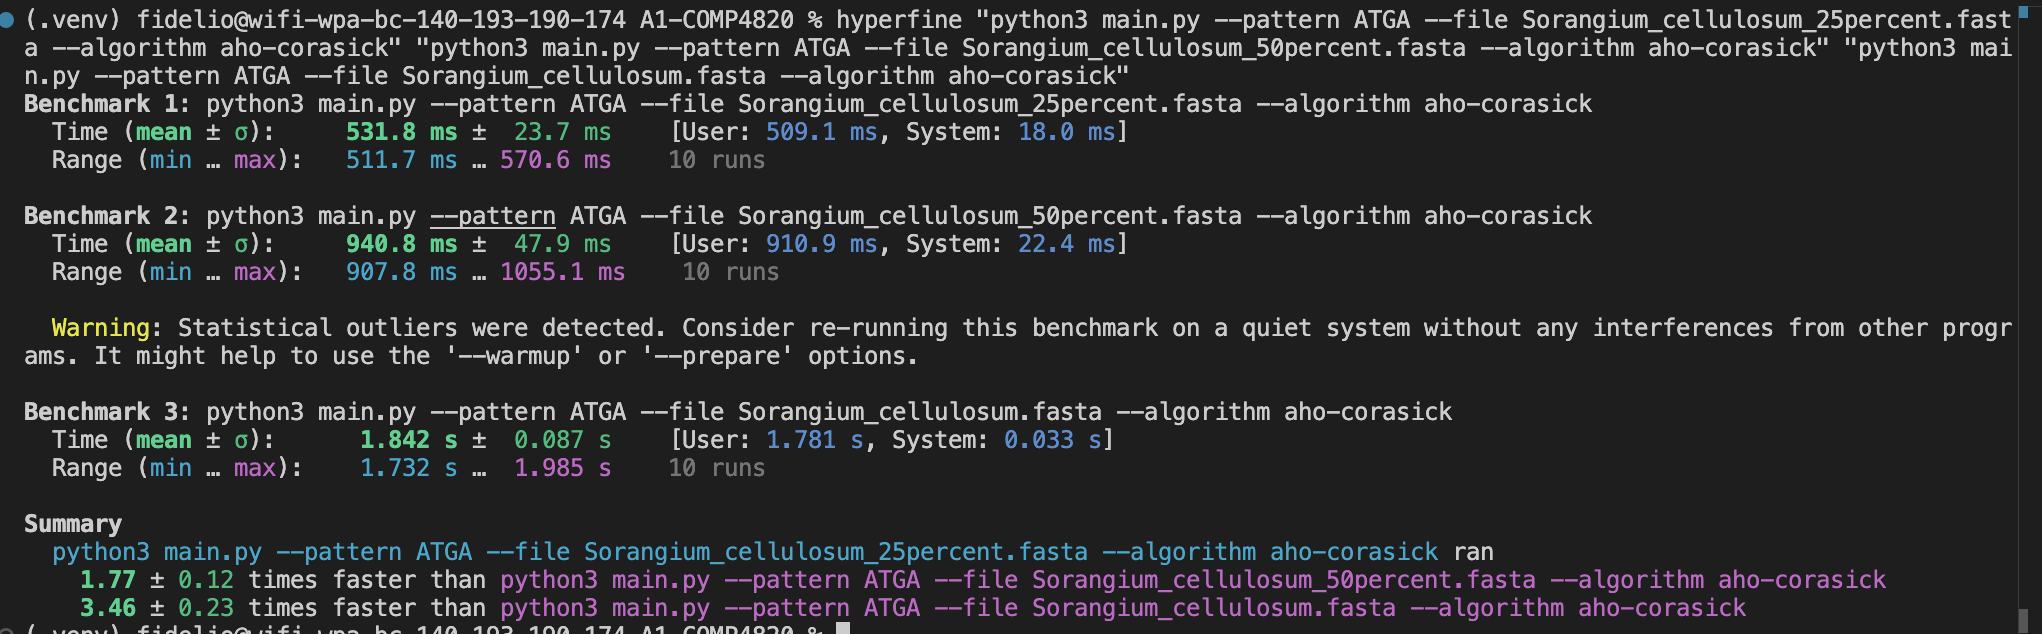 (.venv) fidelio@wifi-wpa-bc-140-193-190-174 A1-COMP4820 % hyperfine "python3 main.py --pattern ATGA --file Sorangium_cellulosum_25percent.fast
a --algorithm aho-corasick" "python3 main.py --pattern ATGA --file Sorangium_cellulosum_50percent.fasta --algorithm aho-corasick" "python3 mai
n.py --pattern ATGA --file Sorangium_cellulosum.fasta --algorithm aho-corasick"
Benchmark 1: python3 main.py --pattern ATGA --file Sorangium_cellulosum_25percent.fasta --algorithm aho-corasick
Time (mean ± σ): 531.8 ms ± 23.7 ms [User: 509.1 ms, System: 18.0 ms]
Range (min … max): 511.7 ms … 570.6 ms 10 runs
Benchmark 2: python3 main.py --pattern ATGA --file Sorangium_cellulosum_50percent.fasta --algorithm aho-corasick
Time (mean ± σ): 940.8 ms ± 47.9 ms [User: 910.9 ms, System: 22.4 ms]
Range (min … max): 907.8 ms … 1055.1 ms 10 runs
Warning: Statistical outliers were detected. Consider re-running this benchmark on a quiet system without any interferences from other progr
ams. It might help to use the '--warmup' or '--prepare' options.
Benchmark 3: python3 main.py --pattern ATGA --file Sorangium_cellulosum.fasta --algorithm aho-corasick
Time (mean ± σ): 1.842 s ± 0.087 s [User: 1.781 s, System: 0.033 s]
Range (min … max): 1.732 s … 1.985 s 10 runs
Summary
python3 main.py --pattern ATGA --file Sorangium_cellulosum_25percent.fasta --algorithm aho-corasick ran
1.77 ± 0.12 times faster than python3 main.py --pattern ATGA --file Sorangium_cellulosum_50percent.fasta --algorithm aho-corasick
3.46 ± 0.23 times faster than python3 main.py --pattern ATGA --file Sorangium_cellulosum.fasta --algorithm aho-corasick
(.venv) fidelio@wifi-wpa-bc-140-193-190-174 A1-COMP4820 %